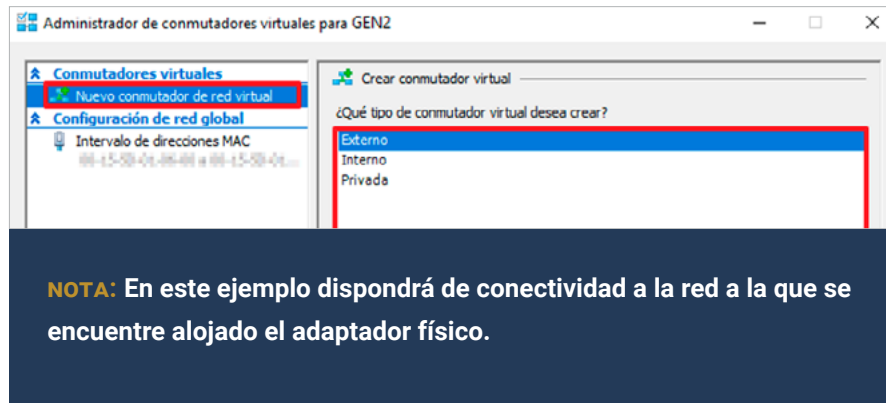 Administrador de conmutadores virtuales para GEN2
Conmutadores virtuales
Nuevo conmutador de red virtual
Configuración de red global
Intervalo de direcciones MAC
Crear conmutador virtual
¿Qué tipo de conmutador virtual desea crear?
Externo
Interno
Privada
NOTA: En este ejemplo dispondrá de conectividad a la red a la que se
encuentre alojado el adaptador físico.